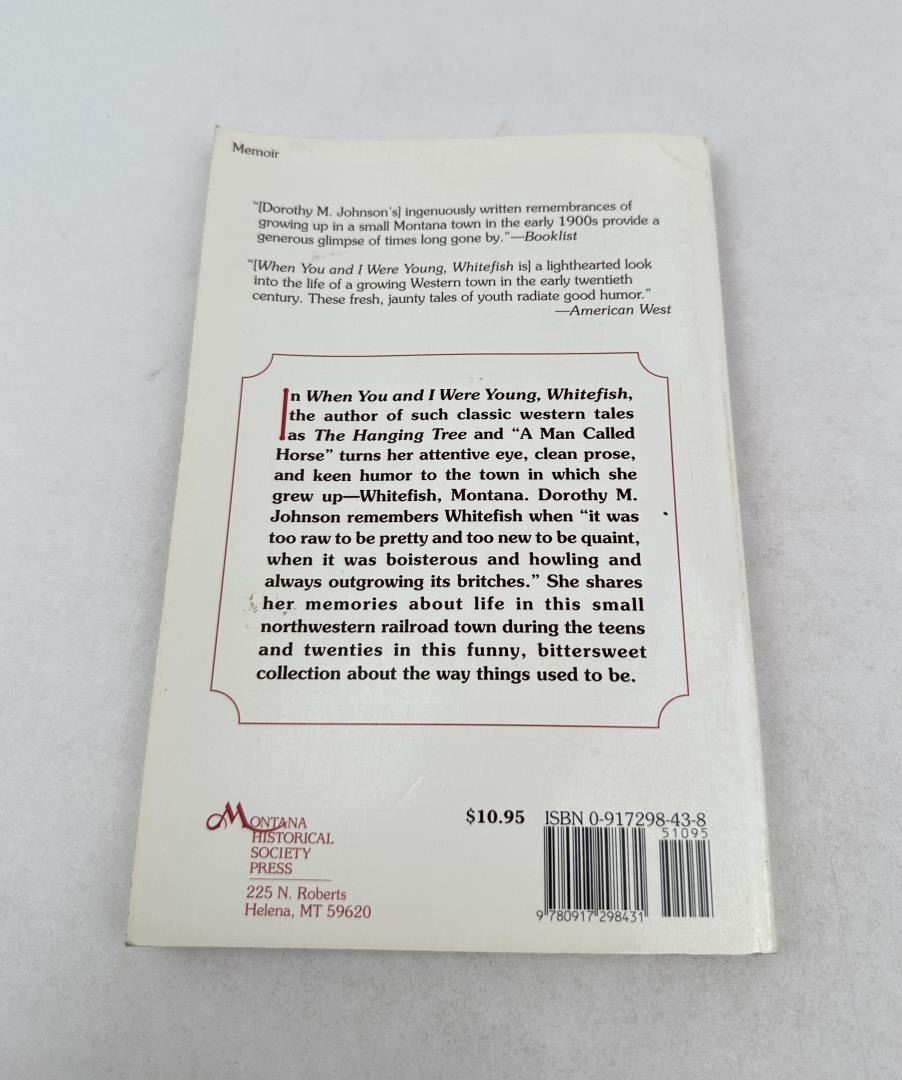 Memoir
"[Dorothy M. Johnson's] ingenuously written remembrances of
growing up in a small Montana town in the early 1900s provide a
generous glimpse of times long gone by."—Booklist
"[When You and I Were Young, Whitefish is] a lighthearted look
into the life of a growing Western town in the early twentieth
century. These fresh, jaunty tales of youth radiate good humor."
—American West
In When You and I Were Young, Whitefish,
the author of such classic western tales
as The Hanging Tree and "A Man Called
Horse" turns her attentive eye, clean prose,
and keen humor to the town in which she
grew up—Whitefish, Montana. Dorothy M.
Johnson remembers Whitefish when "it was
too raw to be pretty and too new to be quaint,
when it was boisterous and howling and
always outgrowing its britches." She shares
her memories about life in this small
northwestern railroad town during the teens
and twenties in this funny, bittersweet
collection about the way things used to be.
MONTANA
HISTORICAL
SOCIETY
PRESS
225 N. Roberts
Helena, MT 59620
$10.95
ISBN 0-917298-43-8
51095
9 780917 298431